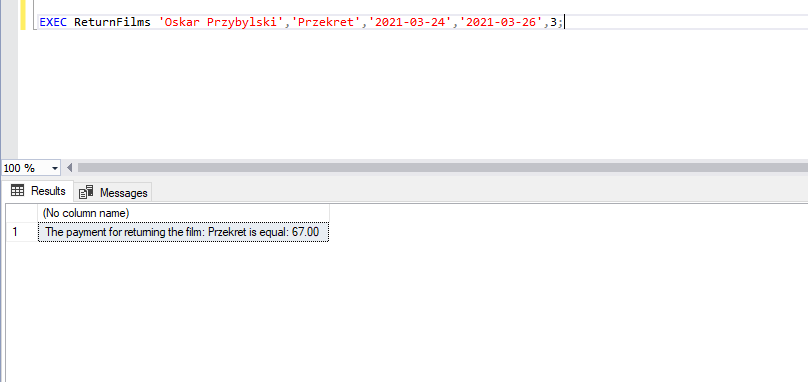 EXEC ReturnFilms 'Oskar Przybylski','Przekret','2021-03-24','2021-03-26',3;
100 %
Results Messages
(No column name)
1 The payment for returning the film: Przekret is equal: 67.00